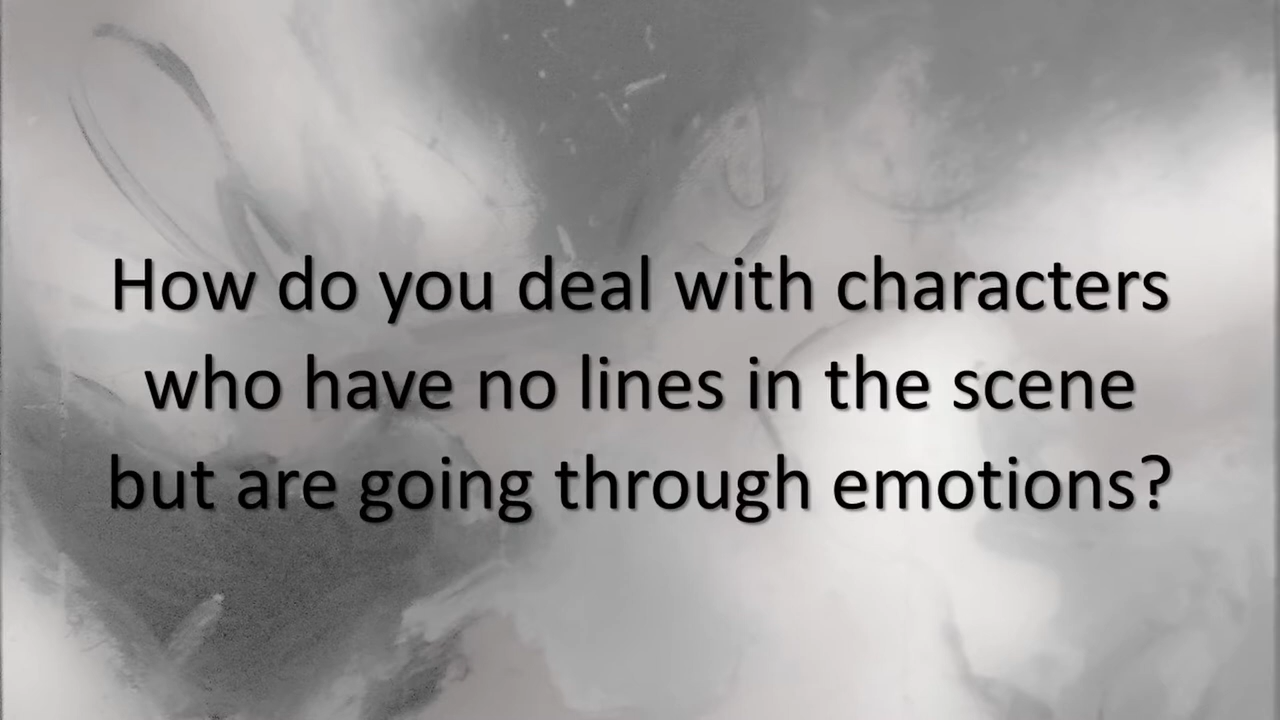 How do you deal with characters
who have no lines in the scene
but are going through emotions?